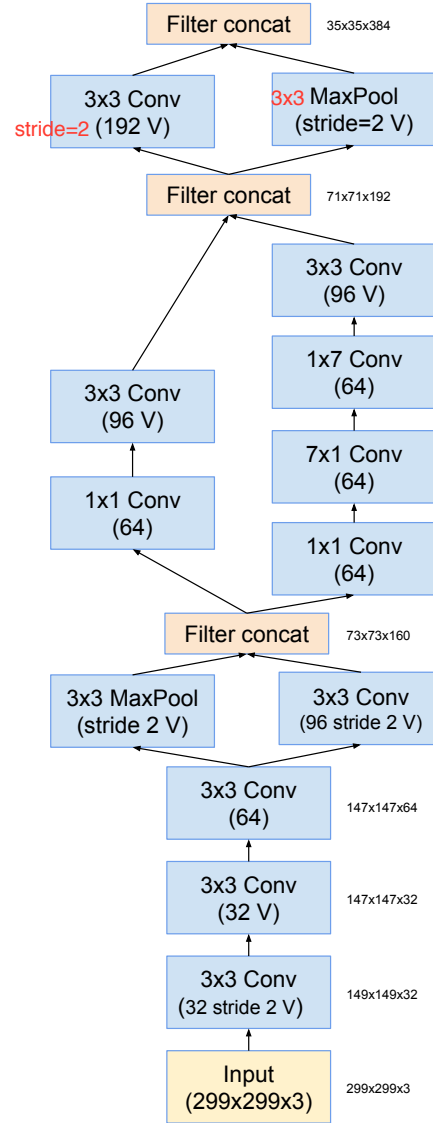 Filter concat
35x35x384
3x3 Conv
stride=2 (192 V)
3x3 MaxPool
(stride=2 V)
Filter concat
71x71x192
3x3 Conv
(96 V)
1x7 Conv
(64)
3x3 Conv
(96 V)
7x1 Conv
(64)
1x1 Conv
(64)
1x1 Conv
(64)
Filter concat
73x73x160
3x3 MaxPool
(stride 2 V)
3x3 Conv
(96 stride 2 V)
3x3 Conv
(64)
147x147x64
3x3 Conv
(32 V)
147x147x32
3x3 Conv
(32 stride 2 V)
149x149x32
Input
(299x299x3)
299x299x3